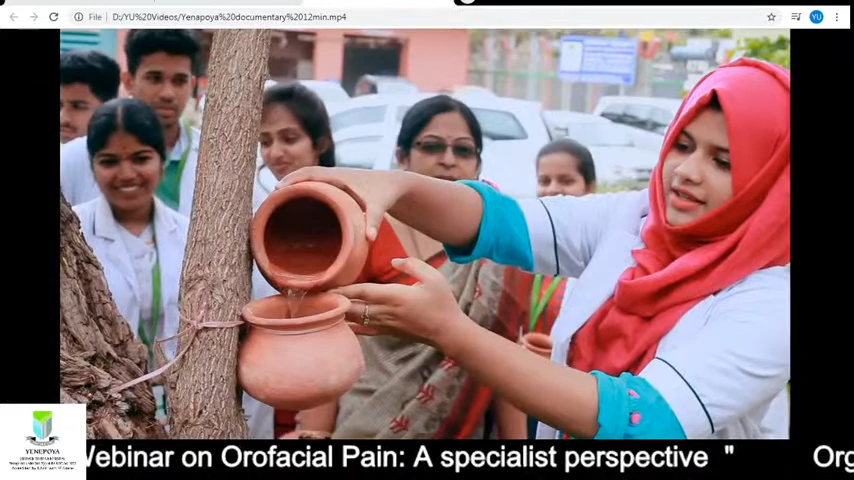 File
D:/YU%20Videos/Yenapoya%20documentary%2012min.mp4
YU
YENEPOYA
Webinar on Orofacial Pain: A specialist perspective "
Org